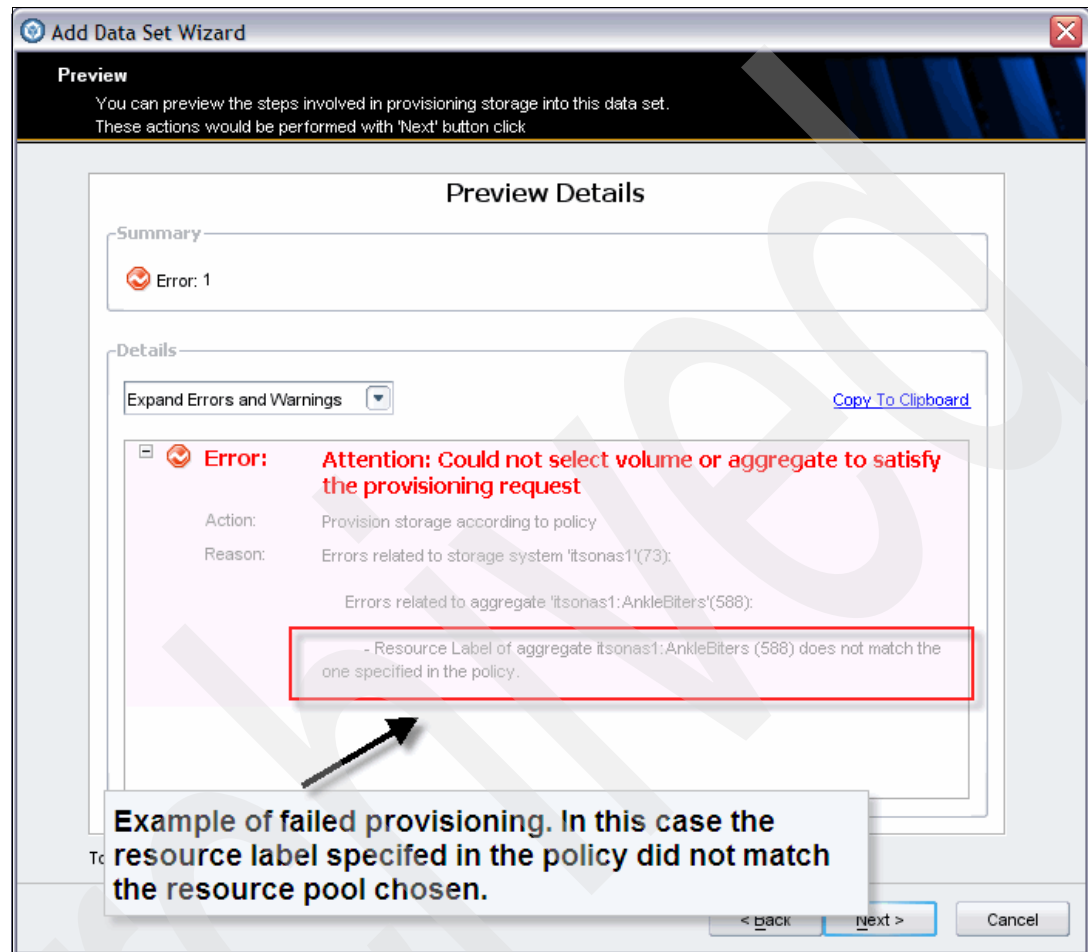 Add Data Set Wizard
Preview
You can preview the steps involved in provisioning storage into this data set.
These actions would be performed with 'Next' button click
Preview Details
Summary
Error: 1
Details
Expand Errors and Warnings
Copy To Clipboard
Error: Attention: Could not select volume or aggregate to satisfy
the provisioning request
Action: Provision storage according to policy
Reason: Errors related to storage system 'itsonas1'(73):
Errors related to aggregate 'itsonas1:AnkleBiters'(588):
- Resource Label of aggregate itsonas1:AnkleBiters (588) does not match the
one specified in the policy.
Example of failed provisioning. In this case the
resource label specifed in the policy did not match
the resource pool chosen.
< Back Next > Cancel